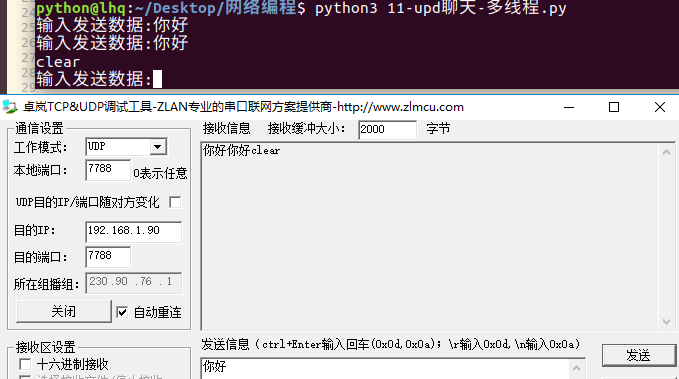 python@lhq:~/Desktop/网络编程$ python3 11-upd聊天-多线程.py
输入发送数据:你好
输入发送数据:你好
clear
输入发送数据:
24
25
26
27
28
29
卓岚TCP&UDP调试工具-ZLAN专业的串口联网方案提供商-http://www.zlmcu.com
通信设置
工作模式: UDP
本地端口: 7788 0表示任意
UDP目的IP/端口随对方变化
目的IP: 192.168.1.90
目的端口: 7788
所在组播组: 230 .90 .76 .1
关闭 自动重连
接收区设置
十六进制接收
接收信息 接收缓冲大小: 2000 字节
你好你好clear
发送信息(ctrl+Enter输入回车(0x0d,0x0a); \r输入0x0d,\n输入0x0a)
你好
发送